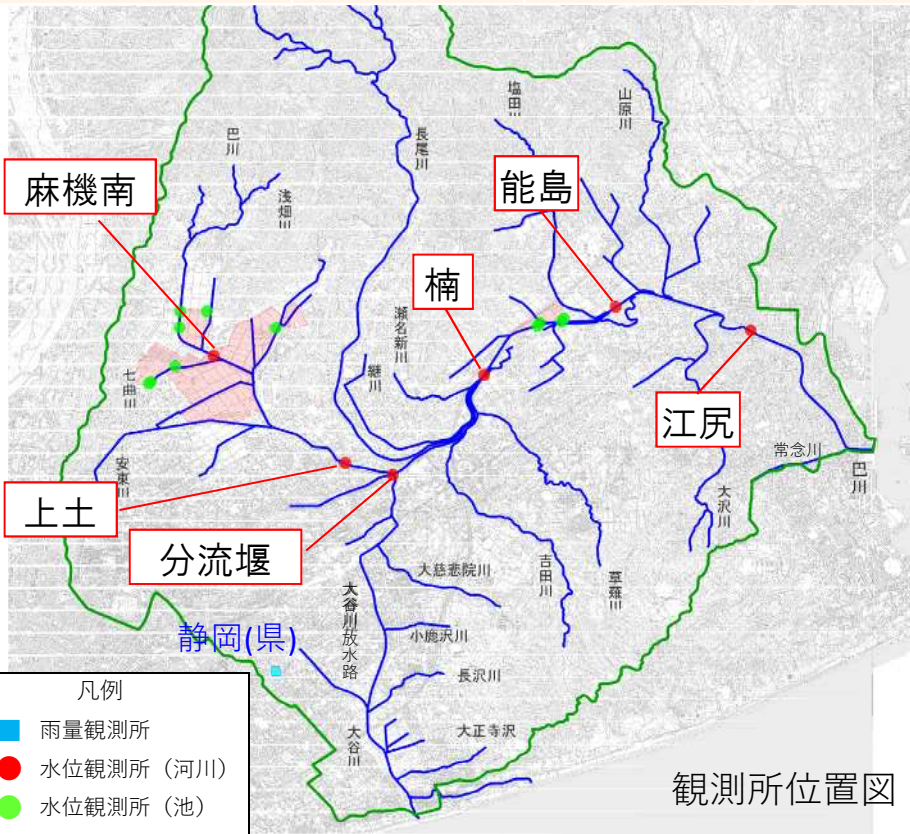 塩田川
山原川
巴川
長尾川
麻機南
浅畑川
能島
楠
瀬名新川
継川
七曲川
江尻
常念川
巴川
安東川
上土
大沢川
分流堰
大慈悲院川
吉田川
草薙川
大谷川放水路
静岡(県)
小鹿沢川
長沢川
凡例
雨量観測所
大谷川
大正寺沢
水位観測所（河川）
観測所位置図
水位観測所（池）